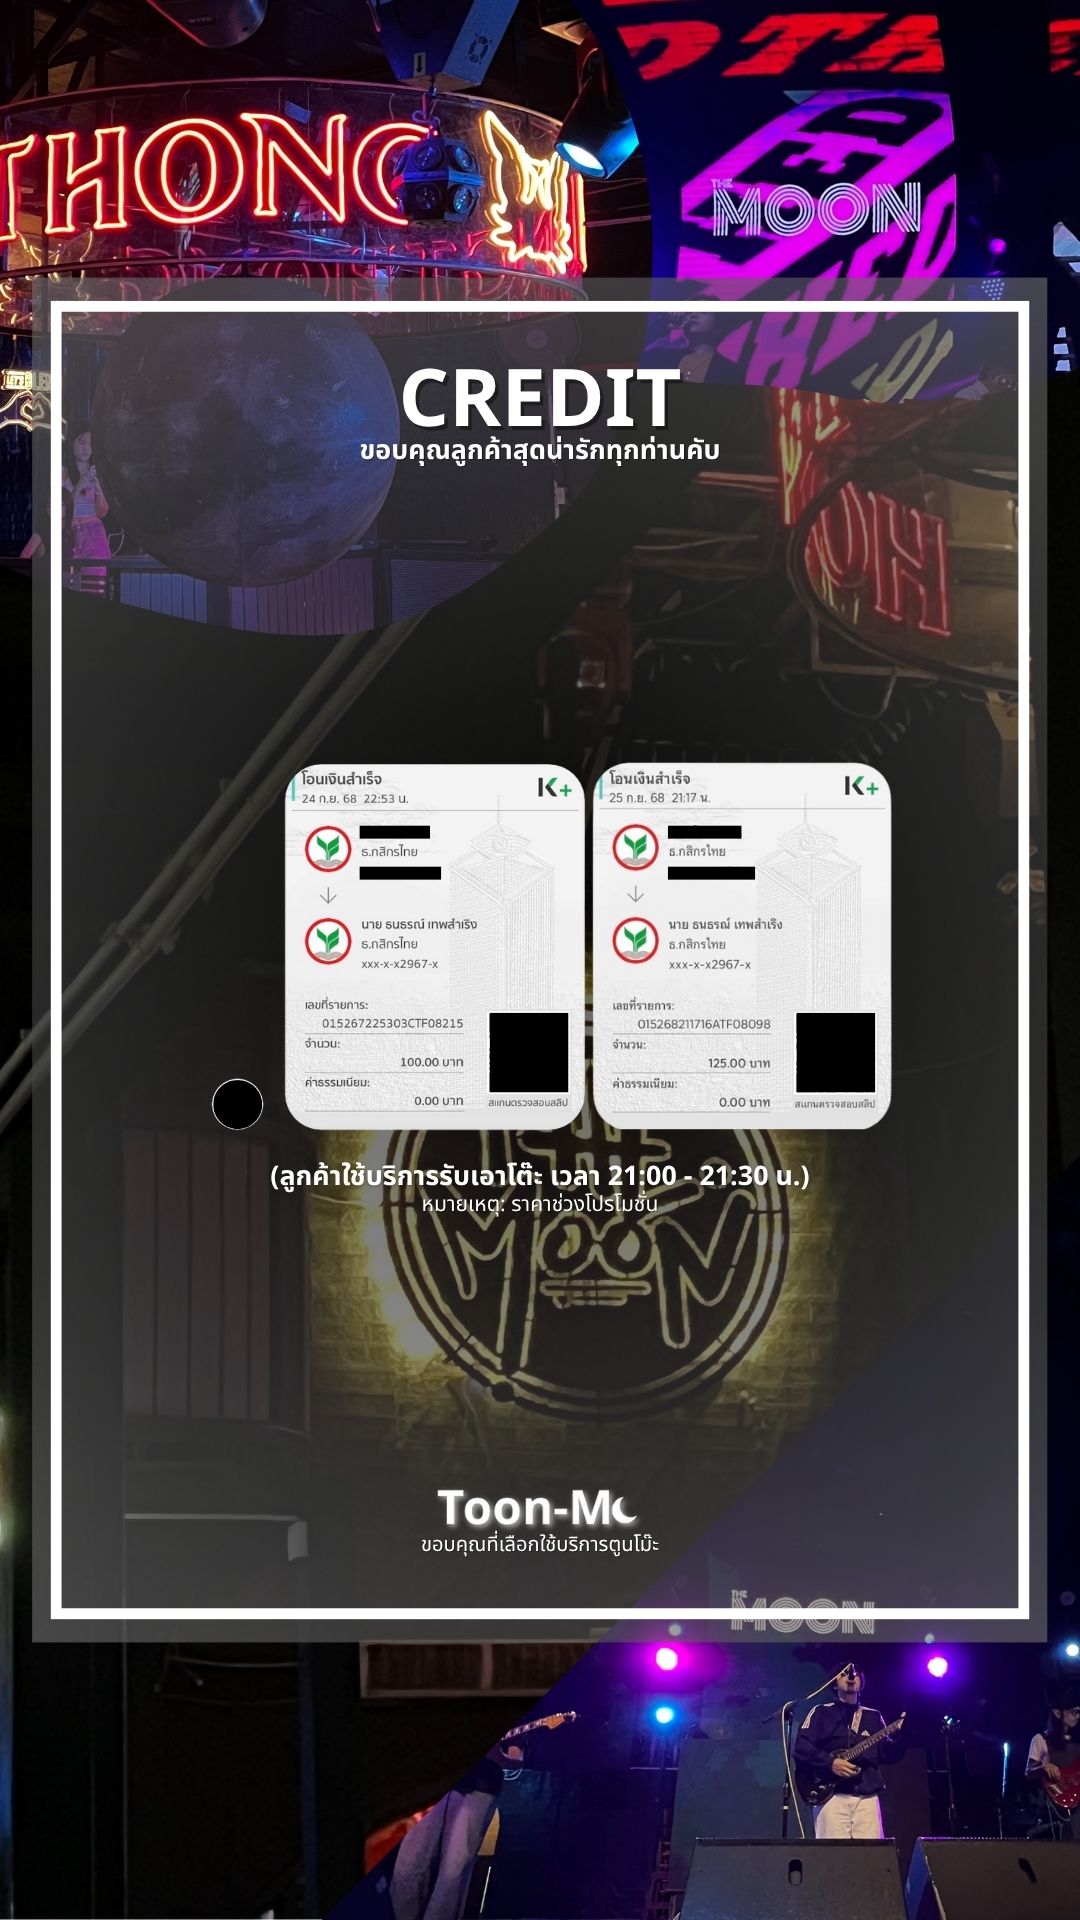 THONG
THE
MOON
CREDIT
ขอบคุณลูกค้าสุดน่ารักทุกท่านคับ
OH
โอนเงินสำเร็จ
24 ก.ย. 68 22:53 น.
K+
ธ.กสิกรไทย
นาย ธนธรณ์ เทพสำเริง
ธ.กสิกรไทย
xxx-x-x2967-x
เลขที่รายการ:
015267225303CTF08215
จำนวน:
100.00 บาท
ค่าธรรมเนียม:
0.00 บาท
สแกนตรวจสอบสลิป
โอนเงินสำเร็จ
25 ก.ย. 68 21:17 น.
K+
ธ.กสิกรไทย
นาย ธนธรณ์ เทพสำเริง
ธ.กสิกรไทย
xxx-x-x2967-x
เลขที่รายการ:
015268211716ATF08098
จำนวน:
125.00 บาท
ค่าธรรมเนียม:
0.00 บาท
สแกนตรวจสอบสลิป
(ลูกค้าใช้บริการรับเอาโต๊ะ เวลา 21:00 - 21:30 น.)
หมายเหตุ: ราคาช่วงโปรโมชั่น
THE
MOON
Toon-M
ขอบคุณที่เลือกใช้บริการตูนโม๊ะ
THE
MOON